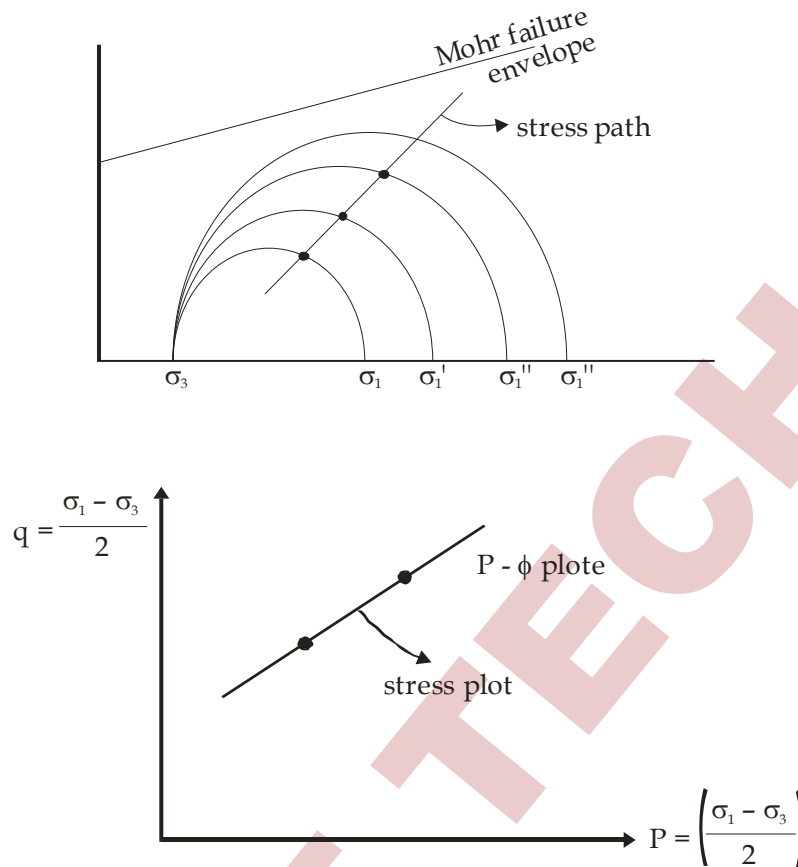 Mohr failure
envelope
stress path
σ₃ σ₁ σ₁' σ₁'' σ₁''
q = (σ₁ – σ₃)/2
P - ϕ plote
stress plot
P = ((σ₁ – σ₃)/2)
TECH